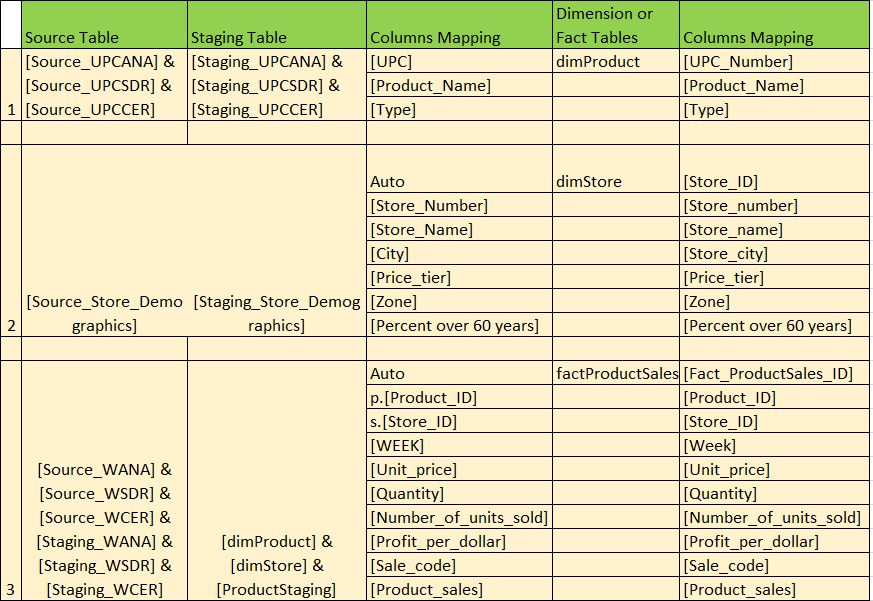 Source Table Staging Table Columns Mapping Dimension or Fact Tables Columns Mapping
[Source_UPCANA] & [Staging_UPCANA] & [UPC] dimProduct [UPC_Number]
[Source_UPCSDR] & [Staging_UPCSDR] & [Product_Name] [Product_Name]
1 [Source_UPCCER] [Staging_UPCCER] [Type] [Type]
Auto dimStore [Store_ID]
[Store_Number] [Store_number]
[Store_Name] [Store_name]
[City] [Store_city]
[Price_tier] [Price_tier]
[Source_Store_Demo [Staging_Store_Demog [Zone] [Zone]
2 graphics] raphics] [Percent over 60 years] [Percent over 60 years]
Auto factProductSales [Fact_ProductSales_ID]
p.[Product_ID] [Product_ID]
s.[Store_ID] [Store_ID]
[WEEK] [Week]
[Source_WANA] & [Unit_price] [Unit_price]
[Source_WSDR] & [Quantity] [Quantity]
[Source_WCER] & [Number_of_units_sold] [Number_of_units_sold]
[Staging_WANA] & [dimProduct] & [Profit_per_dollar] [Profit_per_dollar]
[Staging_WSDR] & [dimStore] & [Sale_code] [Sale_code]
3 [Staging_WCER] [ProductStaging] [Product_sales] [Product_sales]